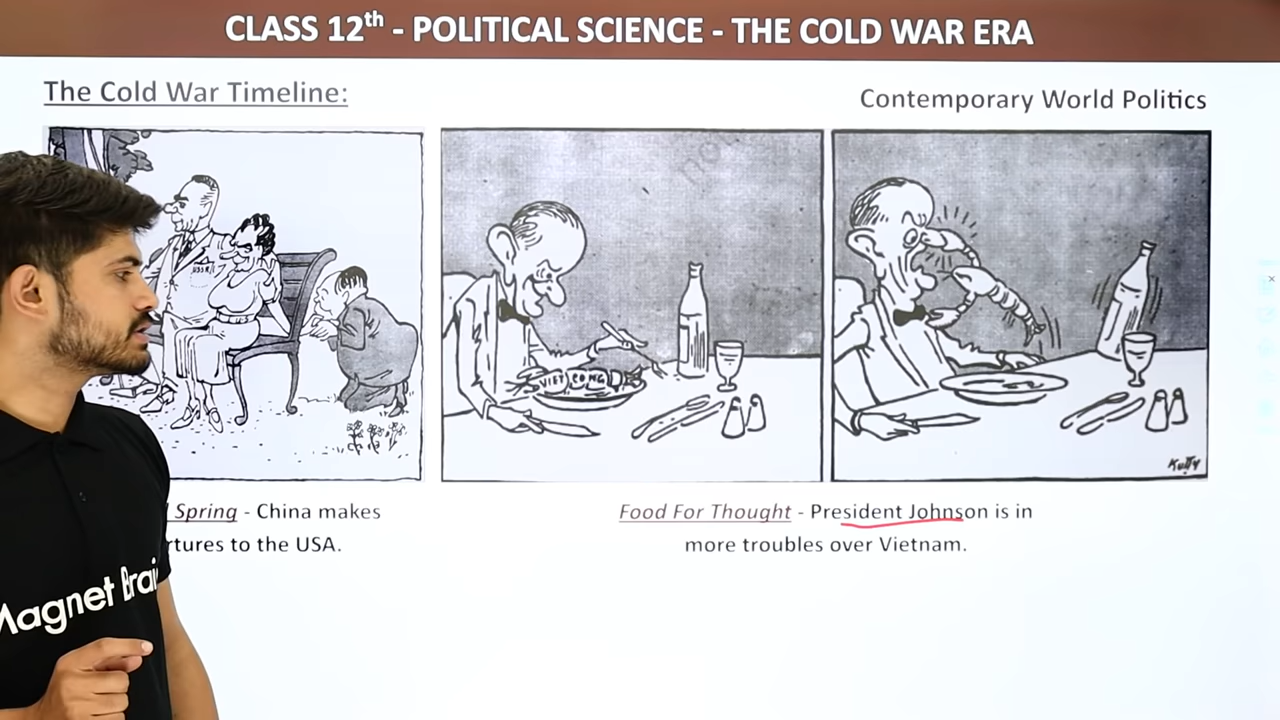 CLASS 12th - POLITICAL SCIENCE - THE COLD WAR ERA
The Cold War Timeline:
Contemporary World Politics
USSR
VIET CONG
Kutty
Spring - China makes
rtures to the USA.
Food For Thought - President Johnson is in
more troubles over Vietnam.
Magnet Brai